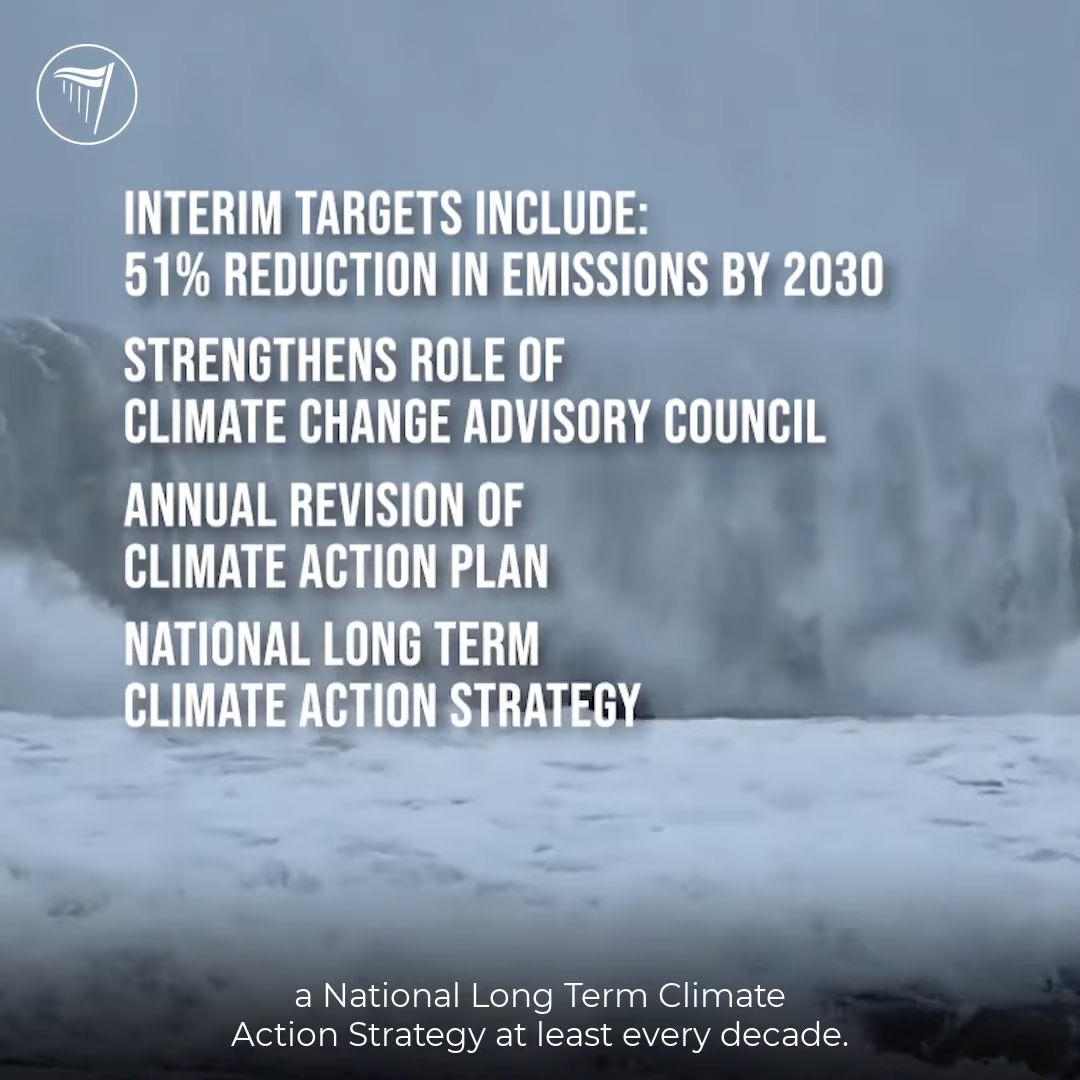 INTERIM TARGETS INCLUDE:
51% REDUCTION IN EMISSIONS BY 2030
STRENGTHENS ROLE OF
CLIMATE CHANGE ADVISORY COUNCIL
ANNUAL REVISION OF
CLIMATE ACTION PLAN
NATIONAL LONG TERM
CLIMATE ACTION STRATEGY
a National Long Term Climate
Action Strategy at least every decade.